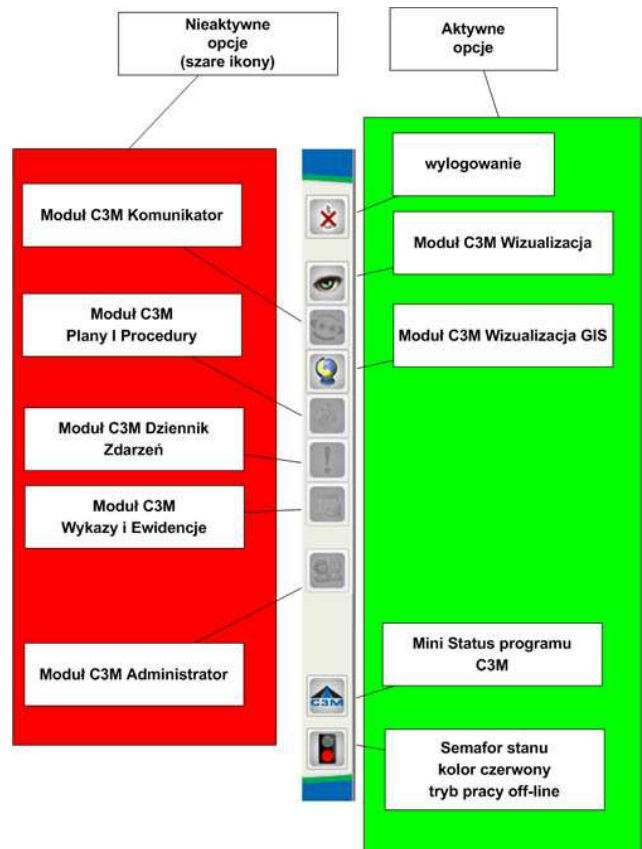 Nieaktywne
opcje
(szare ikony)
Aktywne
opcje
Moduł C3M Komunikator
Moduł C3M
Plany I Procedury
Moduł C3M Dziennik
Zdarzeń
Moduł C3M
Wykazy i Ewidencje
Moduł C3M Administrator
wylogowanie
Moduł C3M Wizualizacja
Moduł C3M Wizualizacja GIS
Mini Status programu
C3M
Semafor stanu
kolor czerwony
tryb pracy off-line
C3M